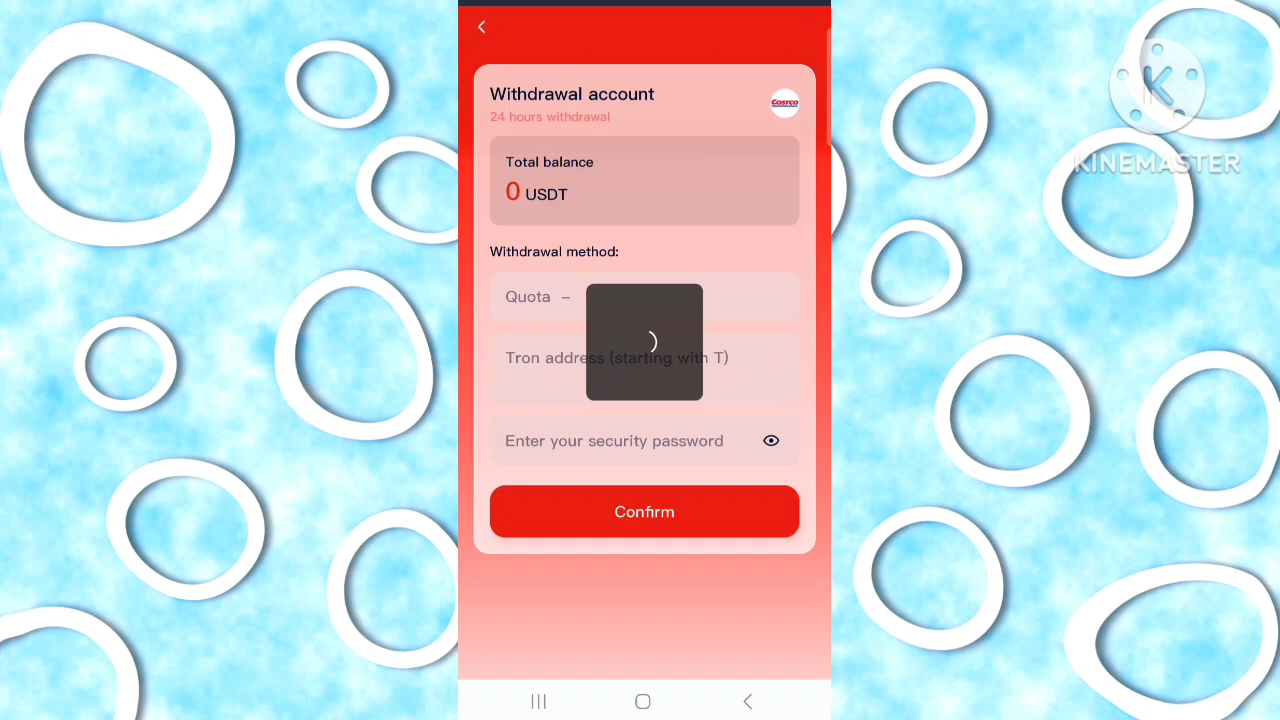 Withdrawal account
24 hours withdrawal
COSTCO
Total balance
0 USDT
Withdrawal method:
Quota –
Tron address (starting with T)
Enter your security password
Confirm
K
KINEMASTER